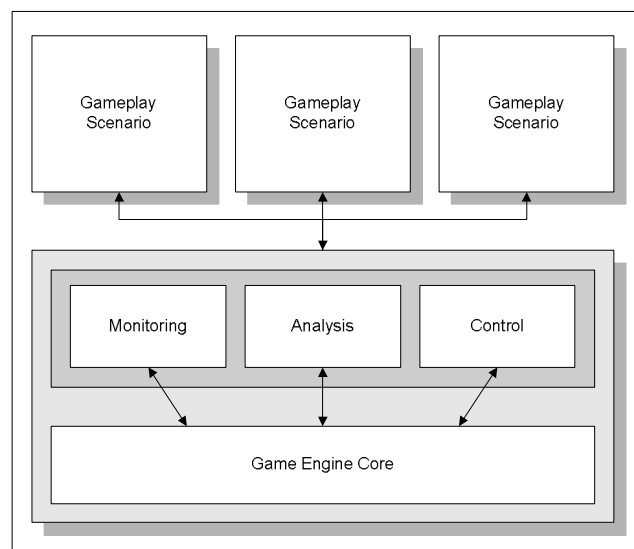 Gameplay
Scenario
Gameplay
Scenario
Gameplay
Scenario
Monitoring
Analysis
Control
Game Engine Core